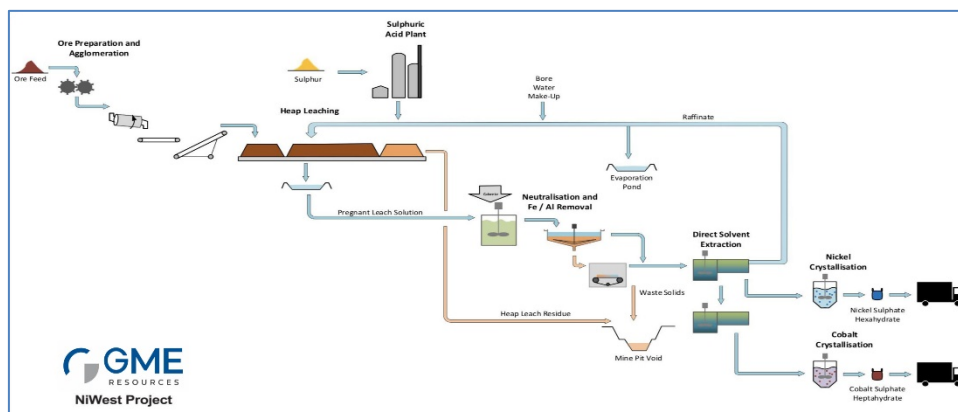 Ore Preparation and
Agglomeration
Ore Feed
Sulphuric
Acid Plant
Sulphur
Heap Leaching
Bore
Water
Make-Up
Raffinate
Evaporation
Pond
Pregnant Leach Solution
Neutralisation and
Fe / Al Removal
Direct Solvent
Extraction
Waste Solids
Heap Leach Residue
Mine Pit Void
Nickel
Crystallisation
Nickel Sulphate
Hexahydrate
Cobalt
Crystallisation
Cobalt Sulphate
Heptahydrate
GME
RESOURCES
NiWest Project